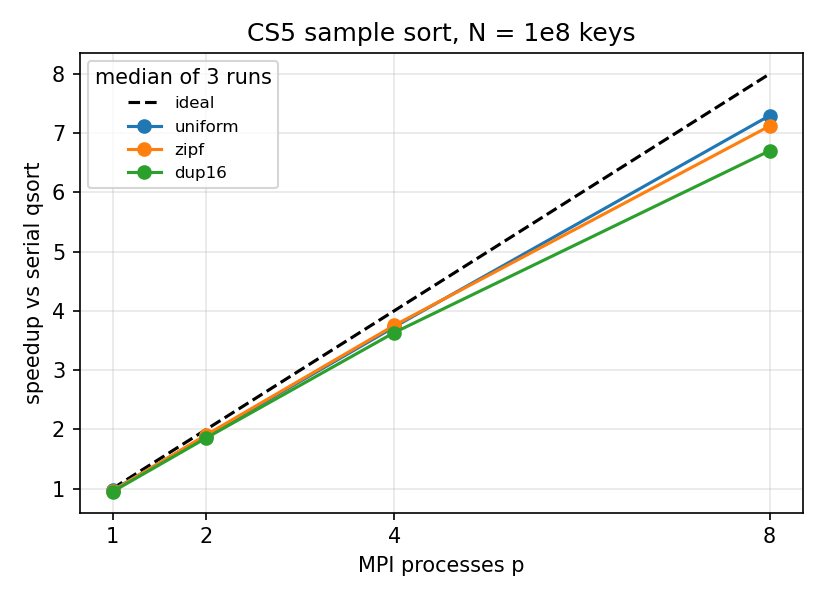 CS5 sample sort, N = 1e8 keys
median of 3 runs
ideal
uniform
zipf
dup16
speedup vs serial qsort
8
7
6
5
4
3
2
1
1 2 4 8
MPI processes p